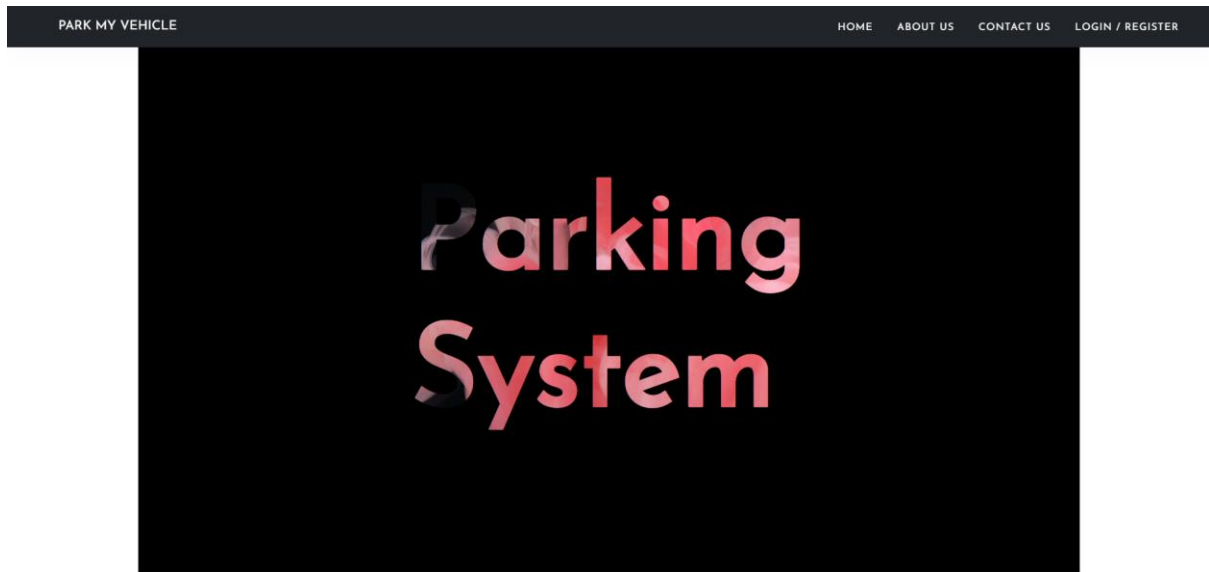 PARK MY VEHICLE
HOME ABOUT US CONTACT US LOGIN / REGISTER
Parking
System